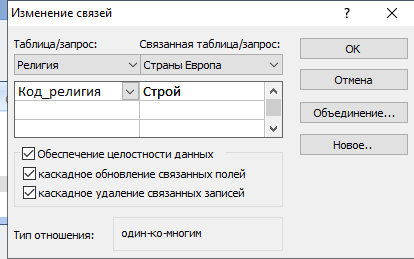 Изменение связей ? ×
Таблица/запрос: Связанная таблица/запрос:
Религия Страны Европа
Код_религия Строй
Обеспечение целостности данных
каскадное обновление связанных полей
каскадное удаление связанных записей
Тип отношения: один-ко-многим
ОК
Отмена
Объединение...
Новое..